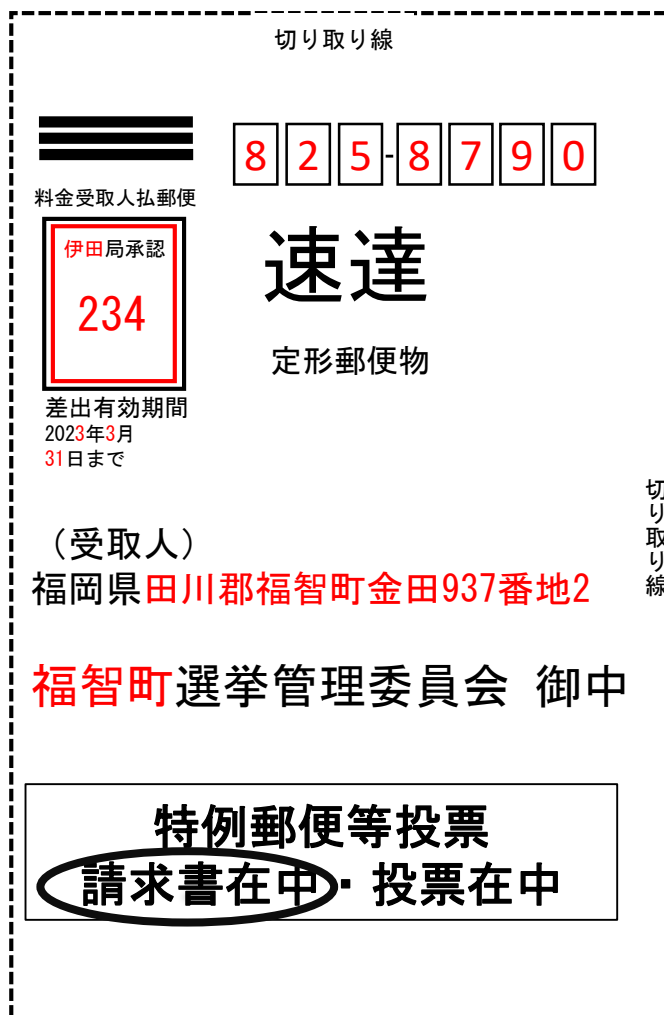 切り取り線
825-8790
料金受取人払郵便
伊田局承認
234
速達
定形郵便物
差出有効期間
2023年3月
31日まで
切り取り線
（受取人）
福岡県田川郡福智町金田937番地2
福智町選挙管理委員会 御中
特例郵便等投票
請求書在中・投票在中